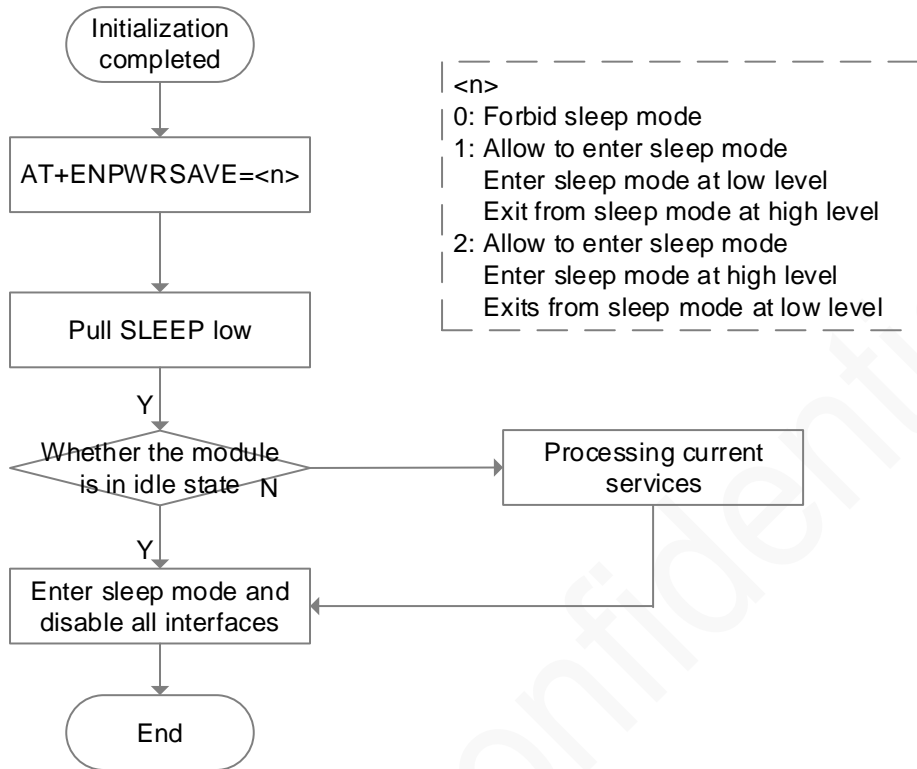 Initialization
completed
AT+ENPWRSAVE=<n>
Pull SLEEP low
Y
Whether the module
is in idle state
N
Processing current
services
Y
Enter sleep mode and
disable all interfaces
End
<n>
0: Forbid sleep mode
1: Allow to enter sleep mode
Enter sleep mode at low level
Exit from sleep mode at high level
2: Allow to enter sleep mode
Enter sleep mode at high level
Exits from sleep mode at low level